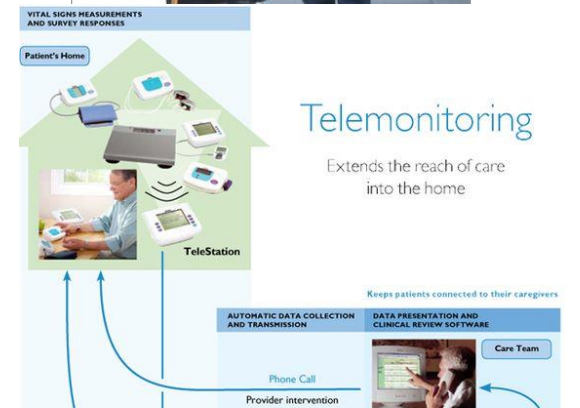 VITAL SIGNS MEASUREMENTS
AND SURVEY RESPONSES
Patient's Home
TeleStation
Telemonitoring
Extends the reach of care
into the home
Keeps patients connected to their caregivers
AUTOMATIC DATA COLLECTION
AND TRANSMISSION
DATA PRESENTATION AND
CLINICAL REVIEW SOFTWARE
Care Team
Phone Call
Provider intervention